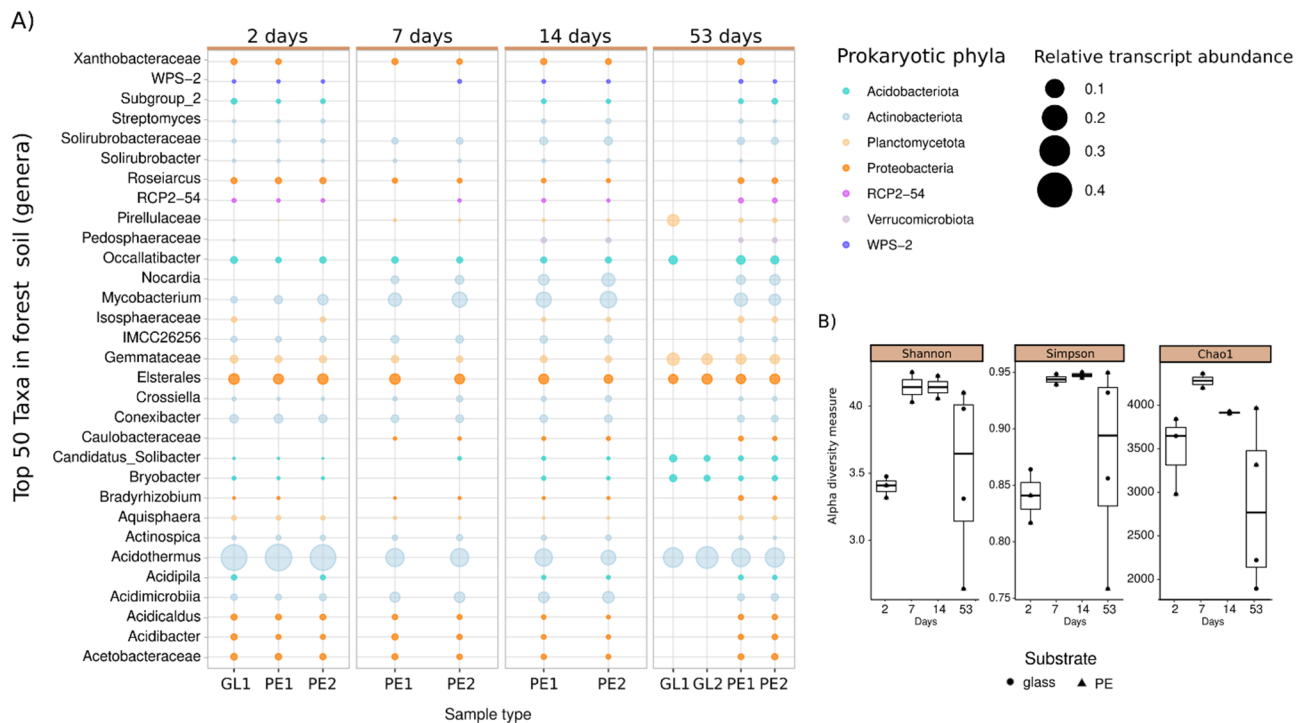 A)
2 days
7 days
14 days
53 days
Top 50 Taxa in forest soil (genera)
Xanthobacteraceae
WPS-2
Subgroup_2
Streptomyces
Solirubrobacteraceae
Solirubrobacter
Roseiarcus
RCP2-54
Pirellulaceae
Pedosphaeraceae
Occallatibacter
Nocardia
Mycobacterium
Isosphaeraceae
IMCC26256
Gemmataceae
Elsterales
Crossiella
Conexibacter
Caulobacteraceae
Candidatus_Solibacter
Bryobacter
Bradyrhizobium
Aquisphaera
Actinospica
Acidothermus
Acidipila
Acidimicrobiia
Acidicaldus
Acidibacter
Acetobacteraceae
GL1 PE1 PE2
PE1 PE2
PE1 PE2
GL1 GL2 PE1 PE2
Sample type
Prokaryotic phyla
Acidobacteriota
Actinobacteriota
Planctomycetota
Proteobacteria
RCP2-54
Verrucomicrobiota
WPS-2
Relative transcript abundance
0.1
0.2
0.3
0.4
B)
Alpha diversity measure
Shannon
4.0
3.5
3.0
2 7 14 53
Days
Simpson
0.95
0.90
0.85
0.80
0.75
2 7 14 53
Days
Chao1
4000
3500
3000
2500
2000
2 7 14 53
Days
Substrate
glass PE